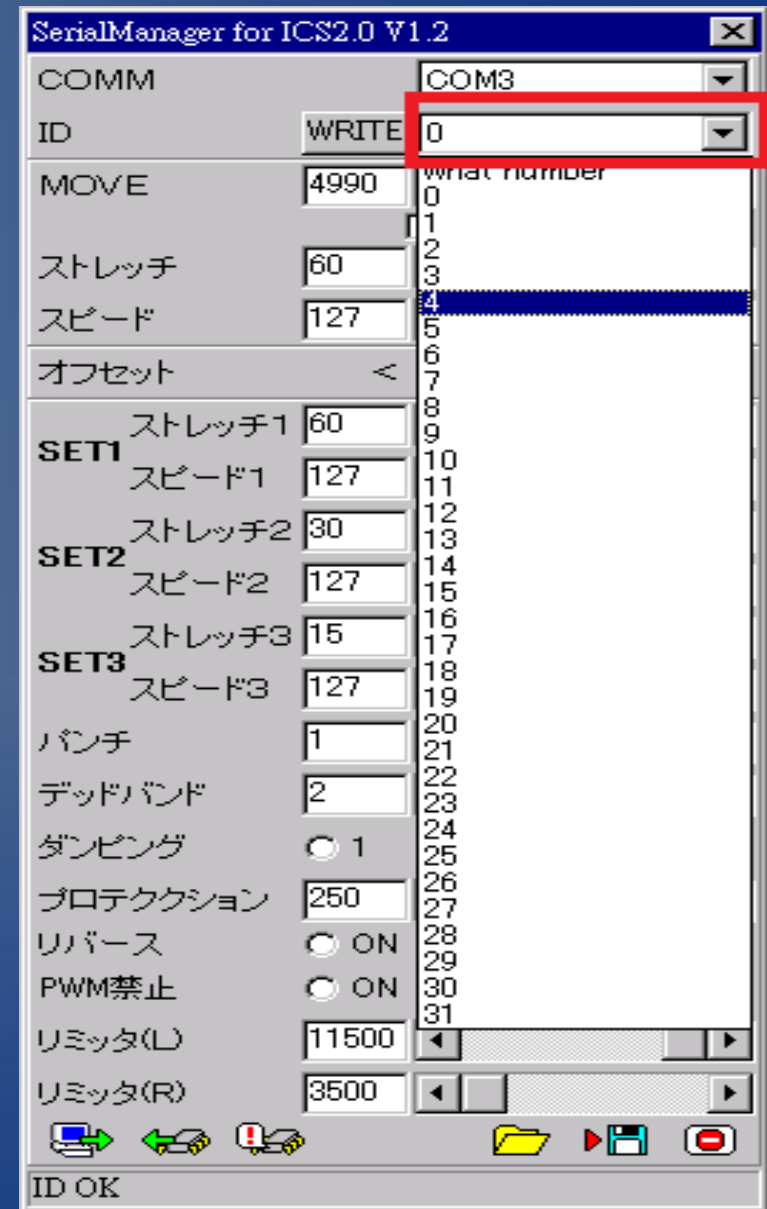 SerialManager for ICS2.0 V1.2
COMM COM3
ID WRITE 0
What number
0
1
2
3
4
5
6
7
8
9
10
11
12
13
14
15
16
17
18
19
20
21
22
23
24
25
26
27
28
29
30
31
MOVE 4990
ストレッチ 60
スピード 127
オフセット <
SET1
ストレッチ1 60
スピード1 127
SET2
ストレッチ2 30
スピード2 127
SET3
ストレッチ3 15
スピード3 127
パンチ 1
デッドバンド 2
ダンピング 1
プロテククション 250
リバース ON
PWM禁止 ON
リミッタ(L) 11500
リミッタ(R) 3500
ID OK